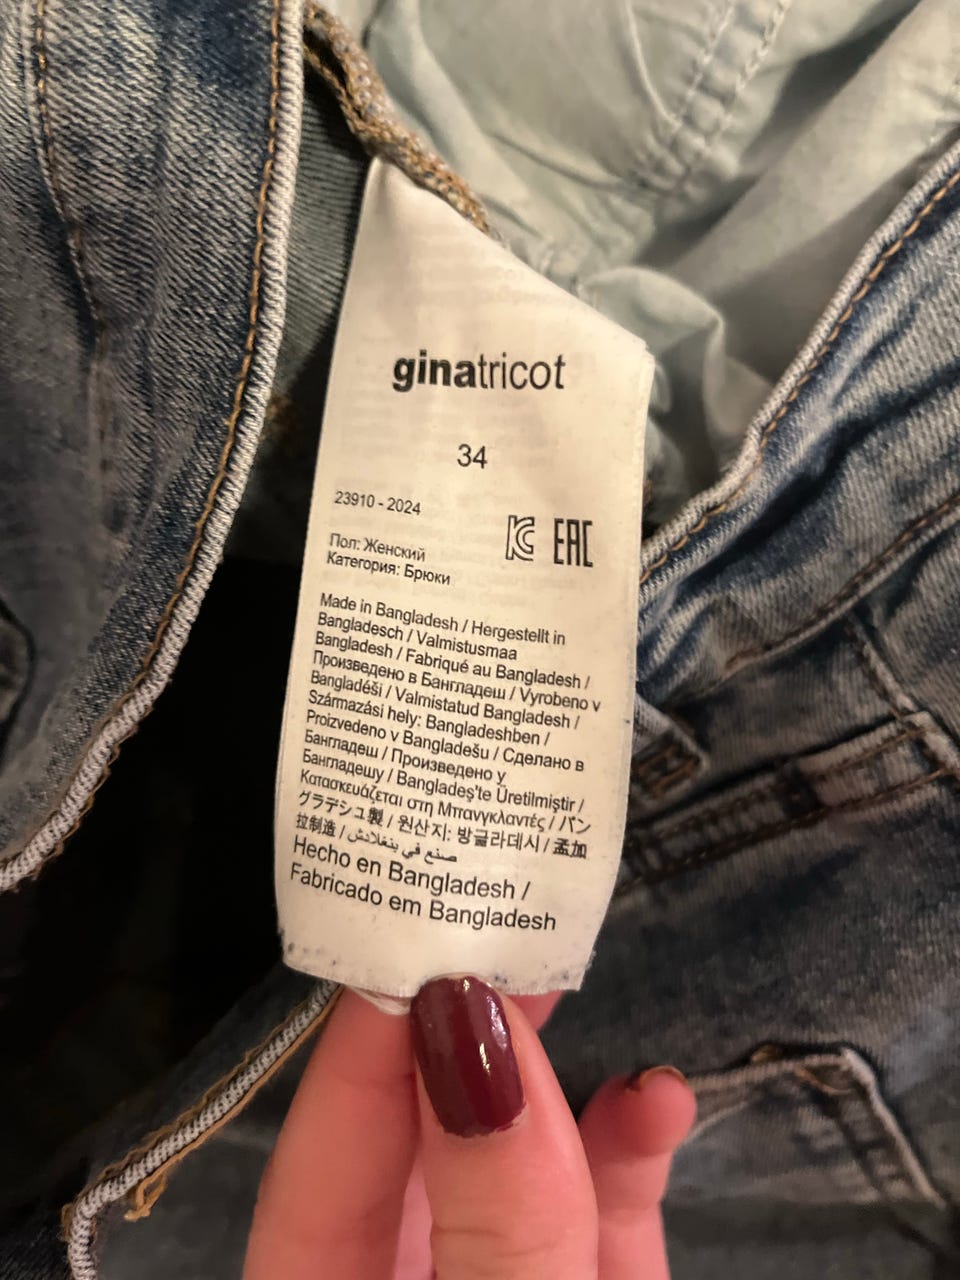 ginatricot
34
23910 - 2024
EAC
Пол: Женский
Категория: Брюки
Made in Bangladesh / Hergestellt in
Bangladesch / Valmistusmaa
Bangladesh / Fabriqué au Bangladesh /
Произведено в Бангладеш / Vyrobeno v
Bangladéši / Valmistatud Bangladesh /
Származási hely: Bangladeshben /
Proizvedeno v Bangladešu / Сделано в
Бангладеш / Произведено у
Бангладешу / Bangladeş'te Üretilmiştir /
Κατασκευάζεται στη Μπανγκλαντές / バン
グラデシュ製 / 원산지: 방글라데시 / 孟加
拉制造 / صنع في بنغلادش
Hecho en Bangladesh /
Fabricado em Bangladesh